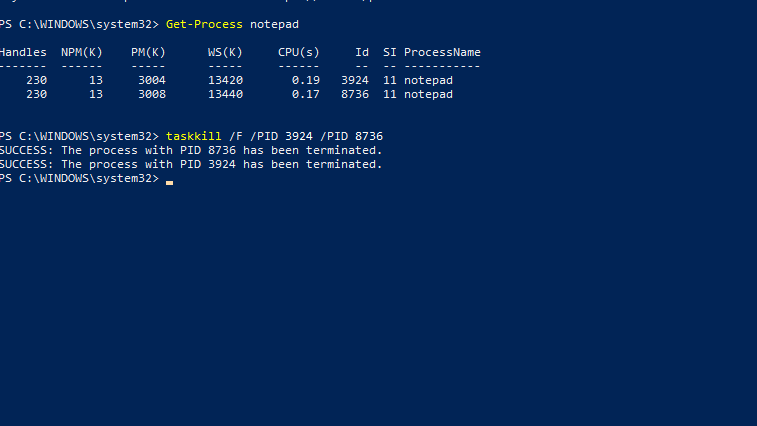 PS C:\WINDOWS\system32> Get-Process notepad
Handles  NPM(K)    PM(K)      WS(K)     CPU(s)     Id  SI ProcessName
-------  ------    -----      -----     ------     --  -- -----------
    230      13     3004      13420       0.19   3924  11 notepad
    230      13     3008      13440       0.17   8736  11 notepad
PS C:\WINDOWS\system32> taskkill /F /PID 3924 /PID 8736
SUCCESS: The process with PID 8736 has been terminated.
SUCCESS: The process with PID 3924 has been terminated.
PS C:\WINDOWS\system32>